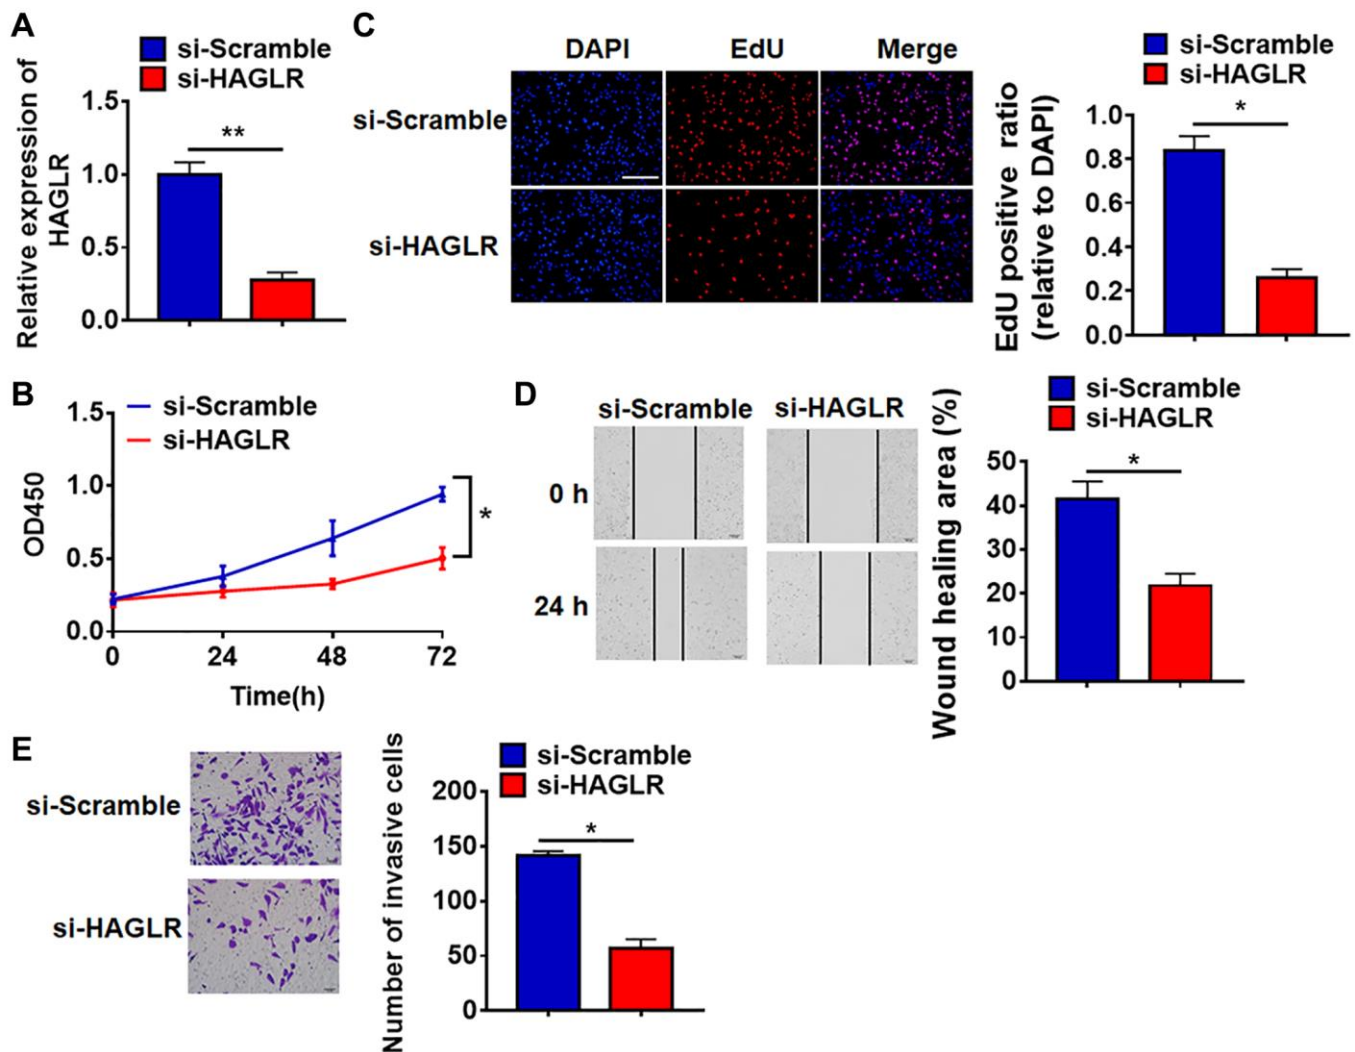 A
si-Scramble
si-HAGLR
Relative expression of
HAGLR
1.5
1.0
0.5
0.0
**
C
DAPI
EdU
Merge
si-Scramble
si-HAGLR
si-Scramble
si-HAGLR
EdU positive ratio
(relative to DAPI)
1.0
0.8
0.6
0.4
0.2
0.0
*
B
si-Scramble
si-HAGLR
OD450
1.5
1.0
0.5
0.0
*
0 24 48 72
Time(h)
D
si-Scramble
si-HAGLR
0 h
24 h
si-Scramble
si-HAGLR
Wound healing area (%)
50
40
30
20
10
0
*
E
si-Scramble
si-HAGLR
si-Scramble
si-HAGLR
Number of invasive cells
200
150
100
50
0
*